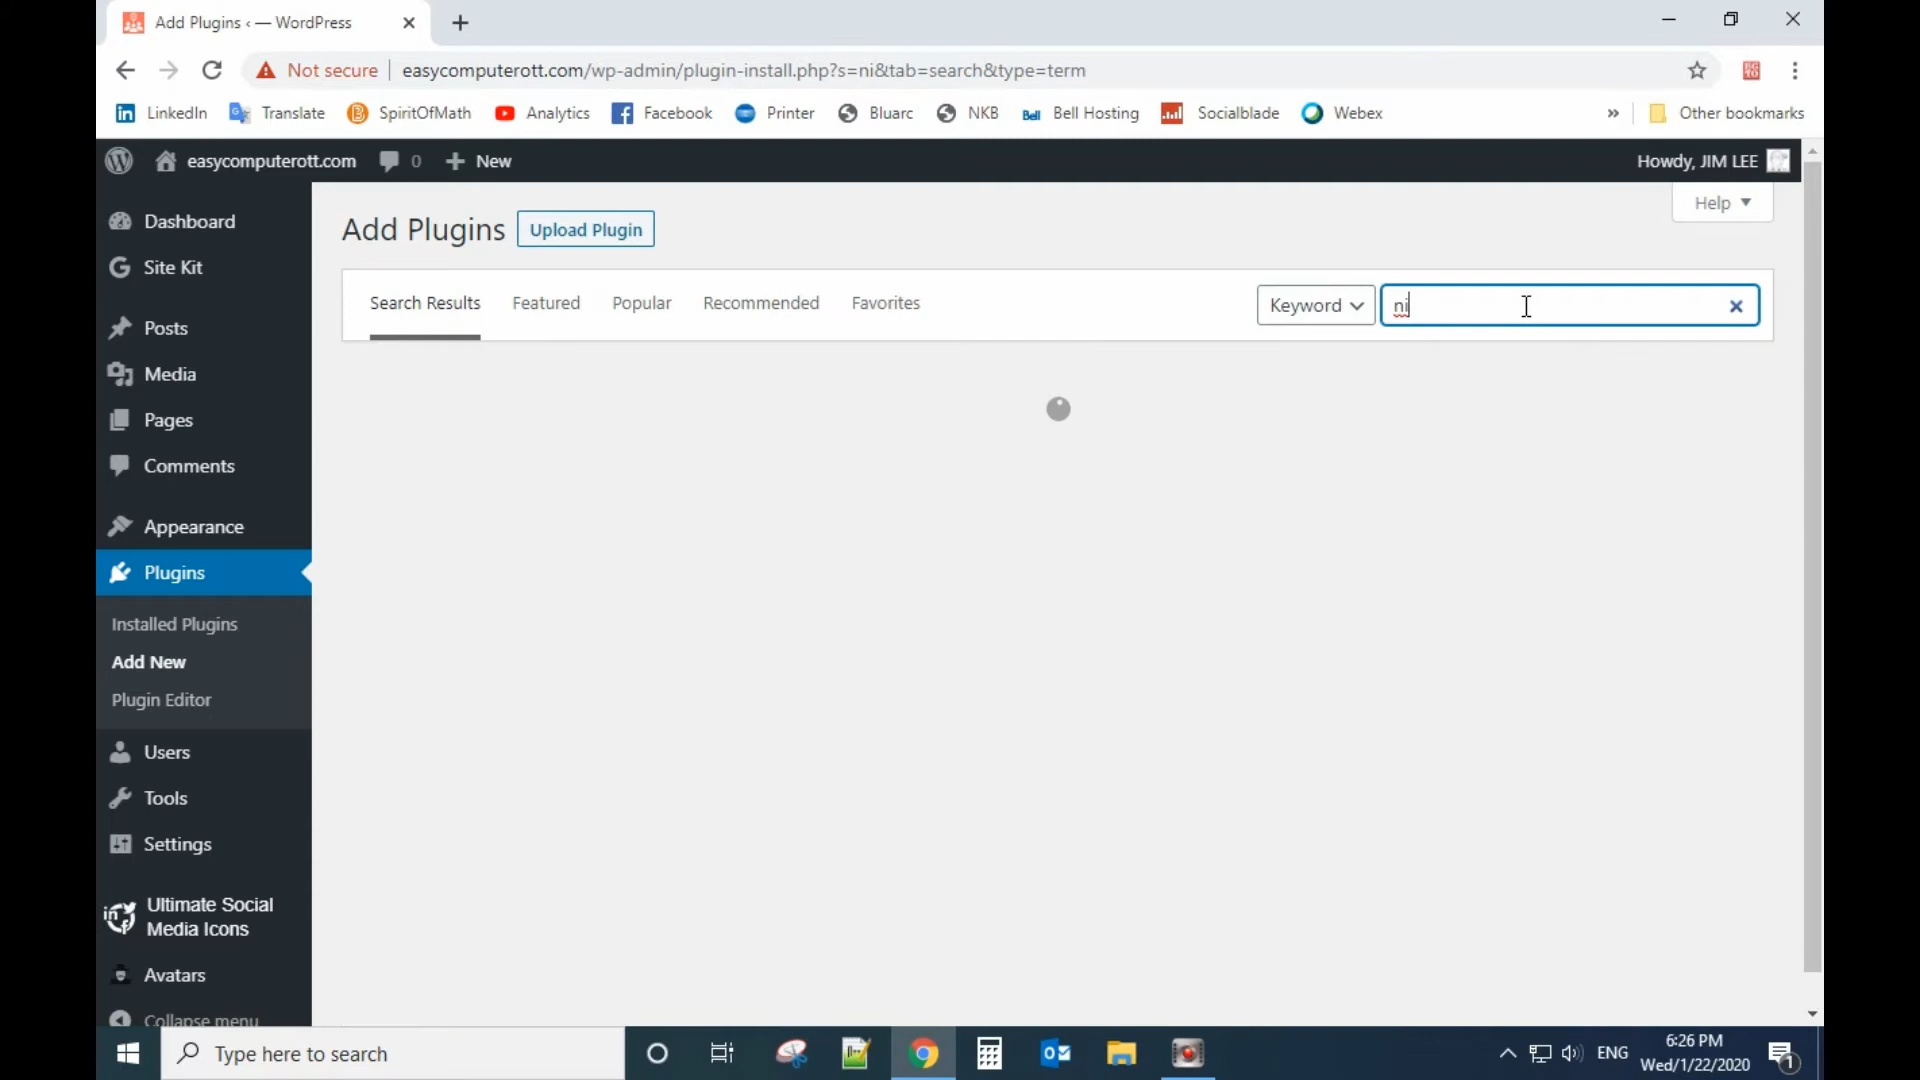 Add Plugins ‹ — WordPress
Not secure easycomputerott.com/wp-admin/plugin-install.php?s=ni&tab=search&type=term
LinkedIn Translate SpiritOfMath Analytics Facebook Printer Bluarc NKB Bell Bell Hosting Socialblade Webex » Other bookmarks
easycomputerott.com 0 + New Howdy, JIM LEE
Help
Dashboard
Site Kit
Posts
Media
Pages
Comments
Appearance
Plugins
Installed Plugins
Add New
Plugin Editor
Users
Tools
Settings
Ultimate Social
Media Icons
Avatars
Collapse menu
Add Plugins Upload Plugin
Search Results Featured Popular Recommended Favorites Keyword ni
Type here to search
ENG
6:26 PM
Wed/1/22/2020
1